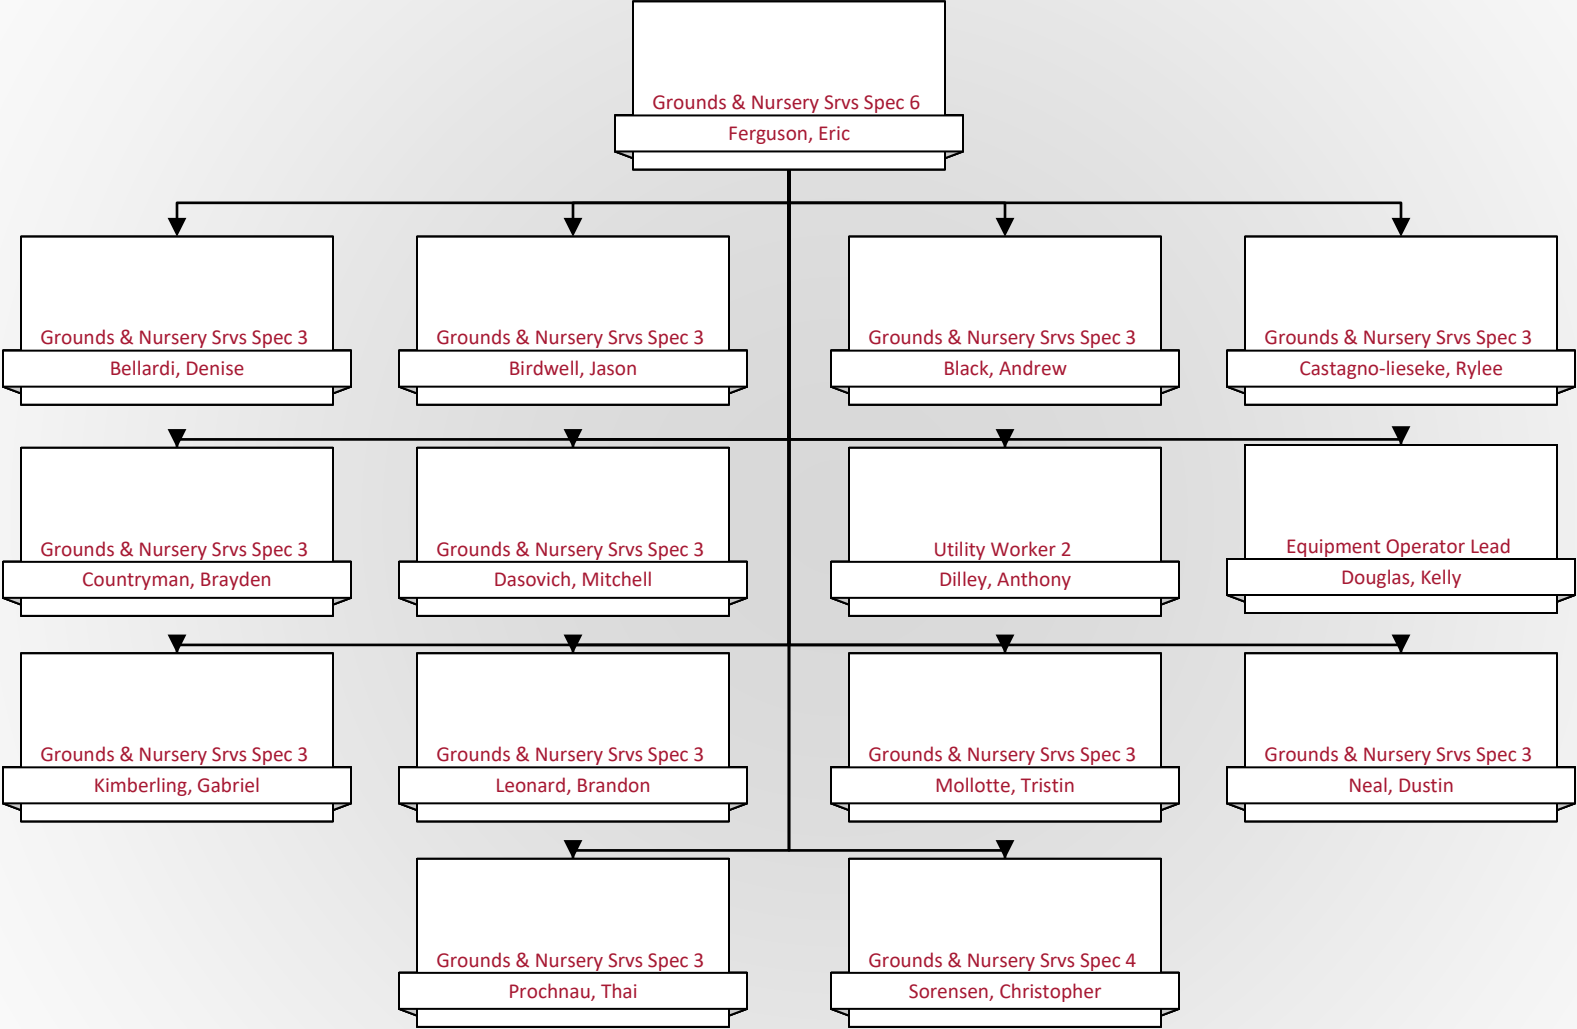 Grounds & Nursery Srvs Spec 6
Ferguson, Eric
Grounds & Nursery Srvs Spec 3
Bellardi, Denise
Grounds & Nursery Srvs Spec 3
Birdwell, Jason
Grounds & Nursery Srvs Spec 3
Black, Andrew
Grounds & Nursery Srvs Spec 3
Castagno-lieseke, Rylee
Grounds & Nursery Srvs Spec 3
Countryman, Brayden
Grounds & Nursery Srvs Spec 3
Dasovich, Mitchell
Utility Worker 2
Dilley, Anthony
Equipment Operator Lead
Douglas, Kelly
Grounds & Nursery Srvs Spec 3
Kimberling, Gabriel
Grounds & Nursery Srvs Spec 3
Leonard, Brandon
Grounds & Nursery Srvs Spec 3
Mollotte, Tristin
Grounds & Nursery Srvs Spec 3
Neal, Dustin
Grounds & Nursery Srvs Spec 3
Prochnau, Thai
Grounds & Nursery Srvs Spec 4
Sorensen, Christopher